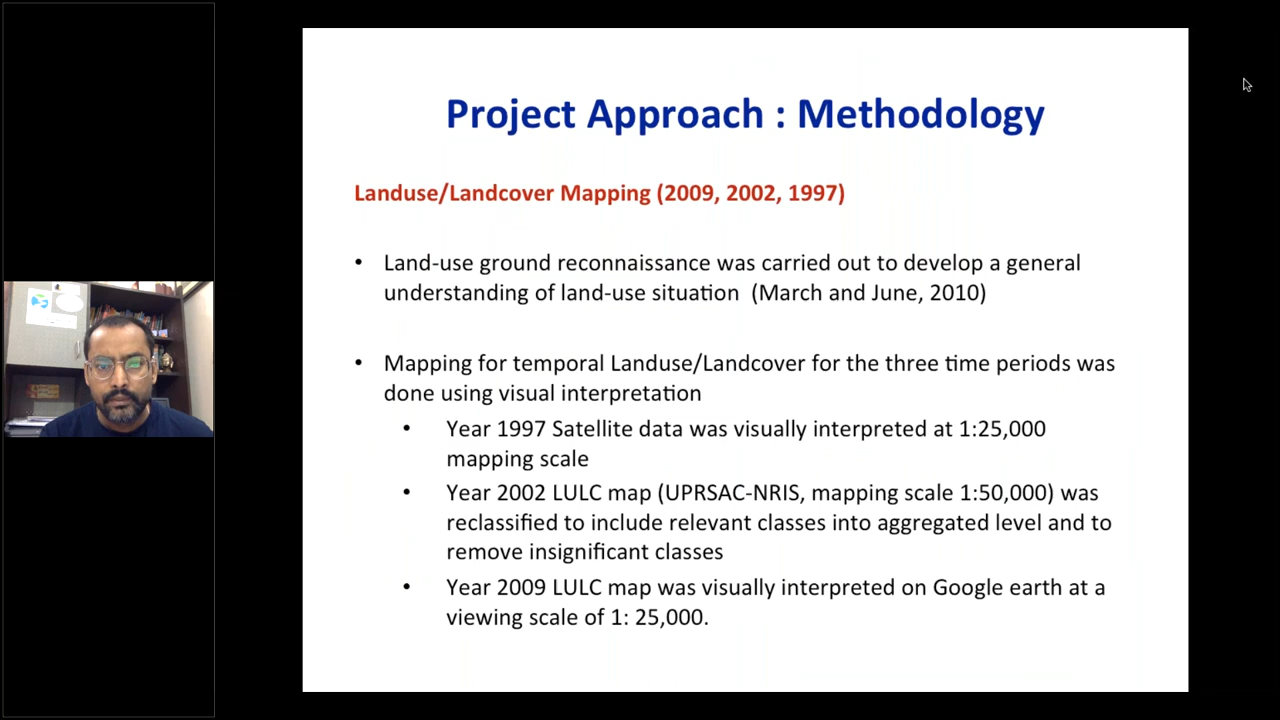 Project Approach : Methodology
Landuse/Landcover Mapping (2009, 2002, 1997)
• Land-use ground reconnaissance was carried out to develop a general
understanding of land-use situation (March and June, 2010)
• Mapping for temporal Landuse/Landcover for the three time periods was
done using visual interpretation
• Year 1997 Satellite data was visually interpreted at 1:25,000
mapping scale
• Year 2002 LULC map (UPRSAC-NRIS, mapping scale 1:50,000) was
reclassified to include relevant classes into aggregated level and to
remove insignificant classes
• Year 2009 LULC map was visually interpreted on Google earth at a
viewing scale of 1: 25,000.